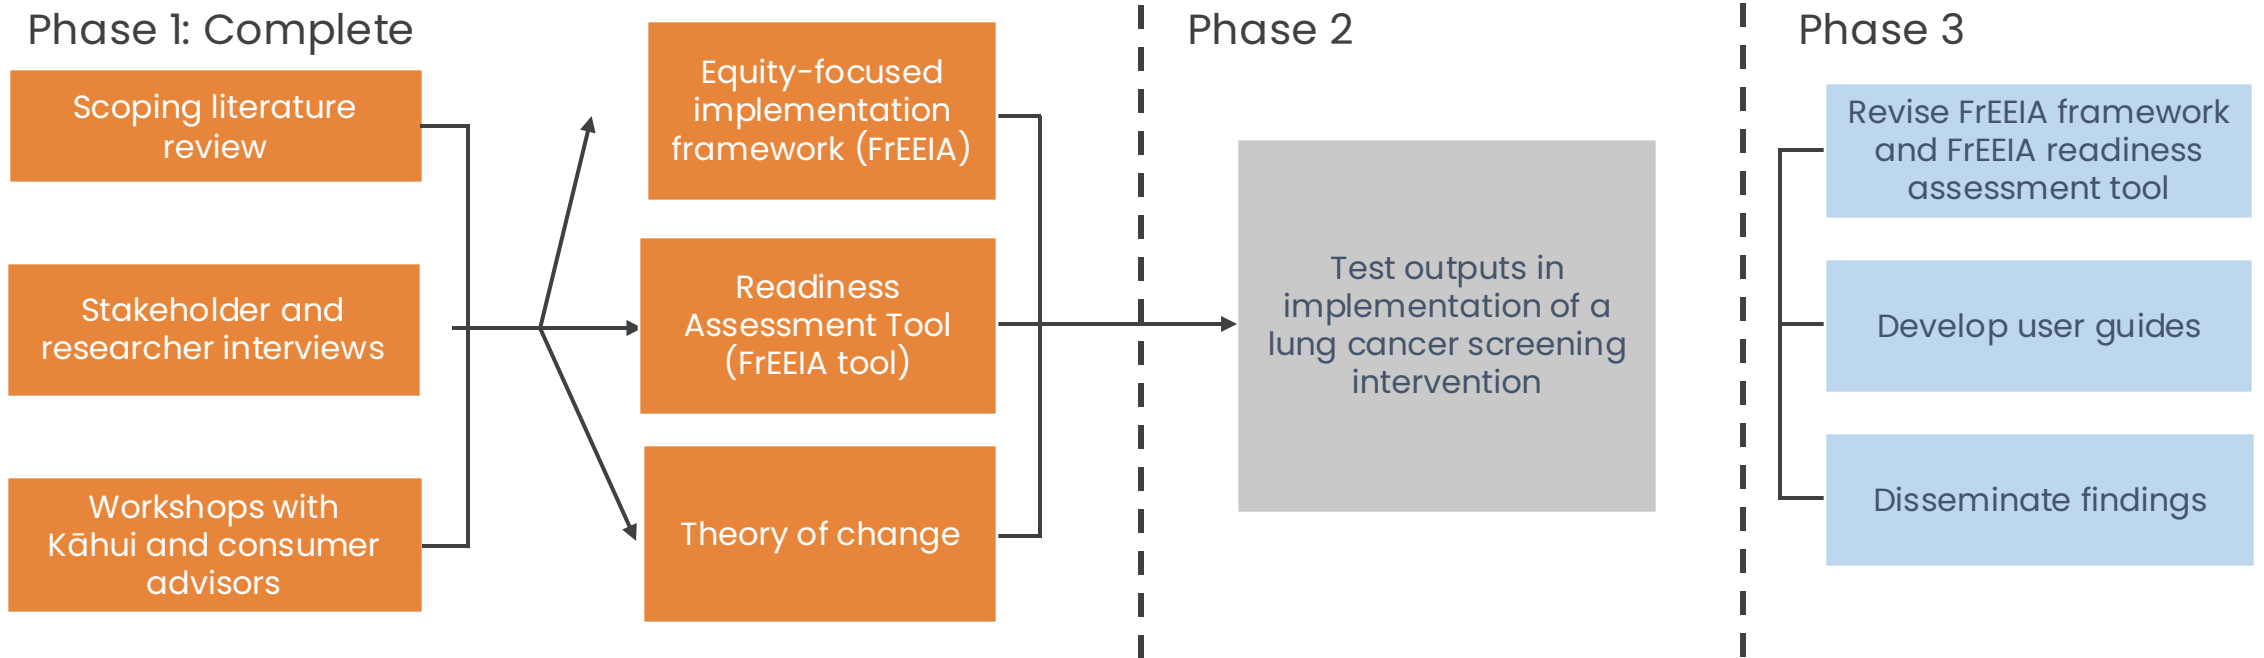 Phase 1: Complete
Scoping literature
review
Stakeholder and
researcher interviews
Workshops with
Kāhui and consumer
advisors
Equity-focused
implementation
framework (FrEEIA)
Readiness
Assessment Tool
(FrEEIA tool)
Theory of change
Phase 2
Test outputs in
implementation of a
lung cancer screening
intervention
Phase 3
Revise FrEEIA framework
and FrEEIA readiness
assessment tool
Develop user guides
Disseminate findings